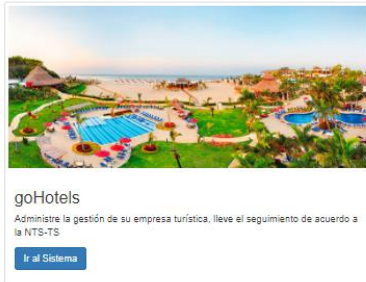 goHotels
Administre la gestión de su empresa turística, lleve el seguimiento de acuerdo a
la NTS-TS
Ir al Sistema